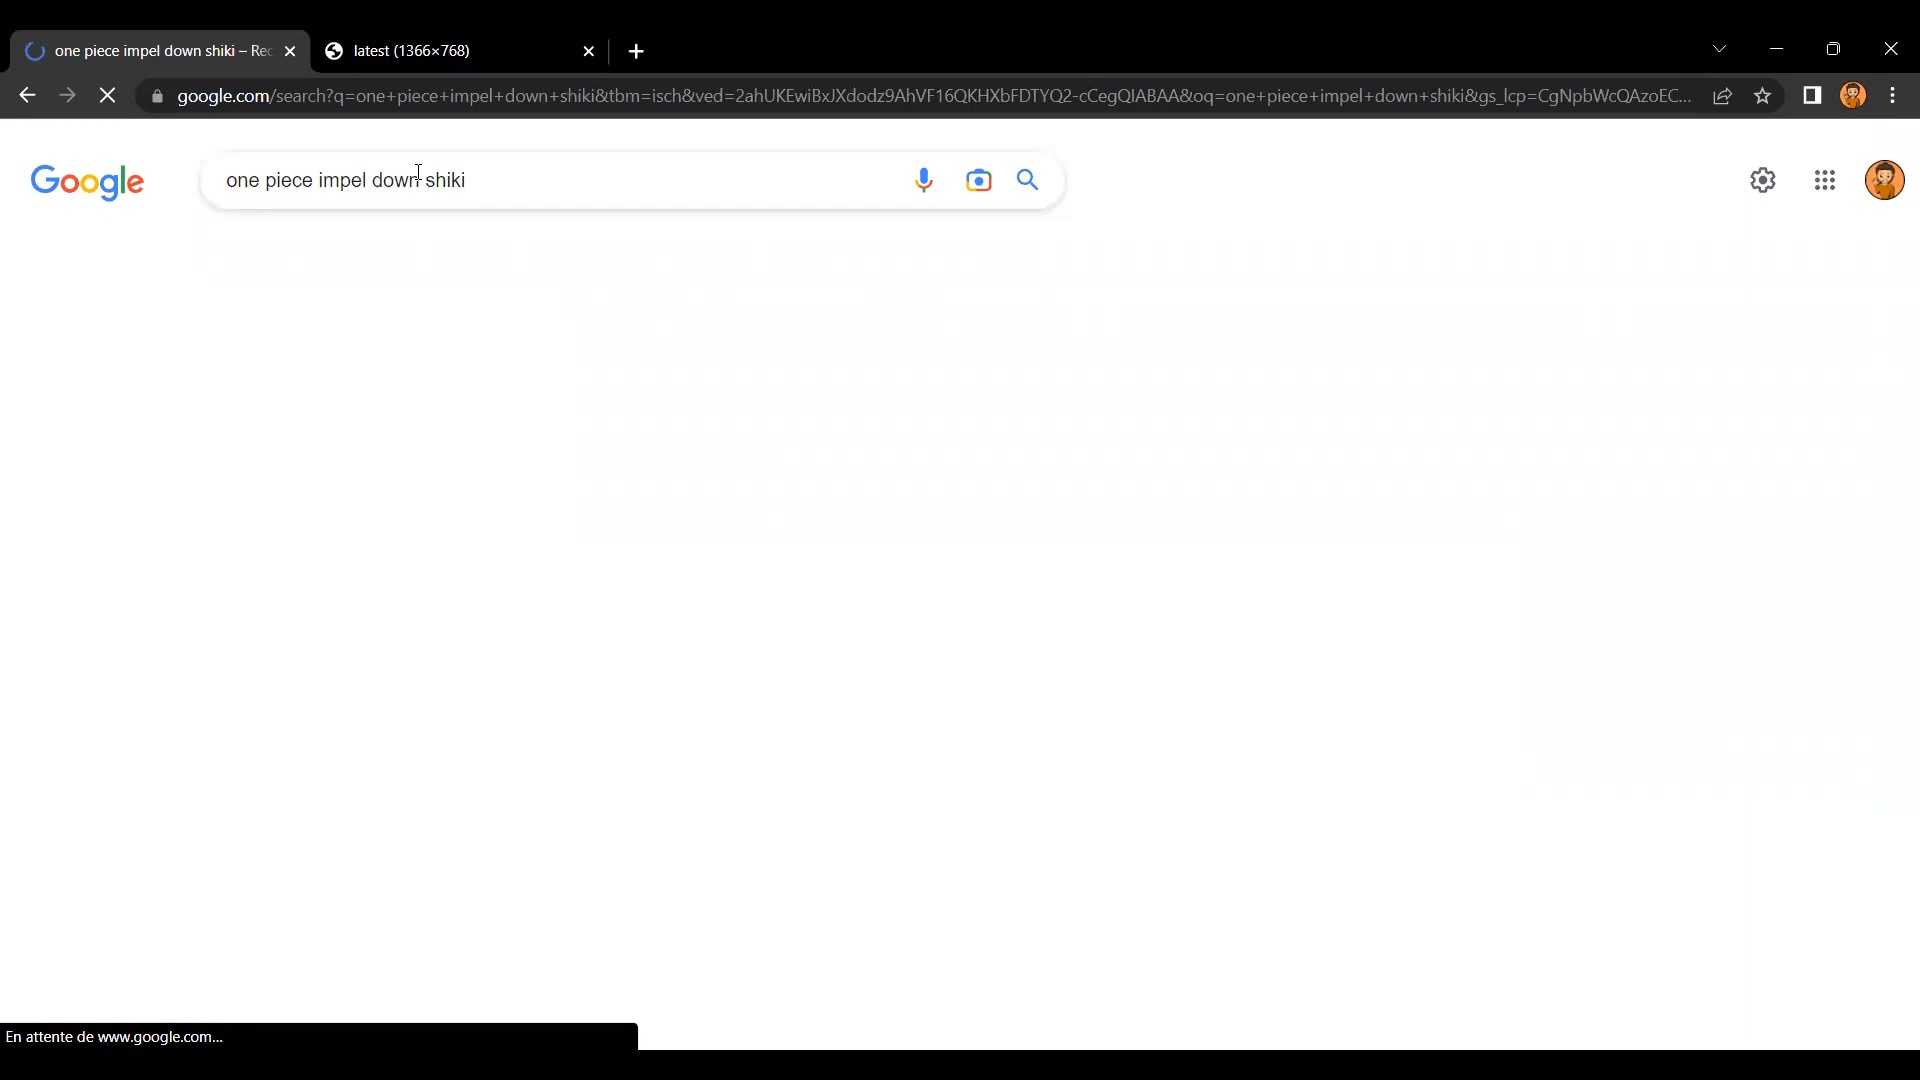 one piece impel down shiki – Rec
latest (1366×768)
google.com/search?q=one+piece+impel+down+shiki&tbm=isch&ved=2ahUKEwiBxJXdodz9AhVF16QKHXbFDTYQ2-cCegQIABAA&oq=one+piece+impel+down+shiki&gs_lcp=CgNpbWcQAzoEC...
Google
one piece impel down shiki
En attente de www.google.com...